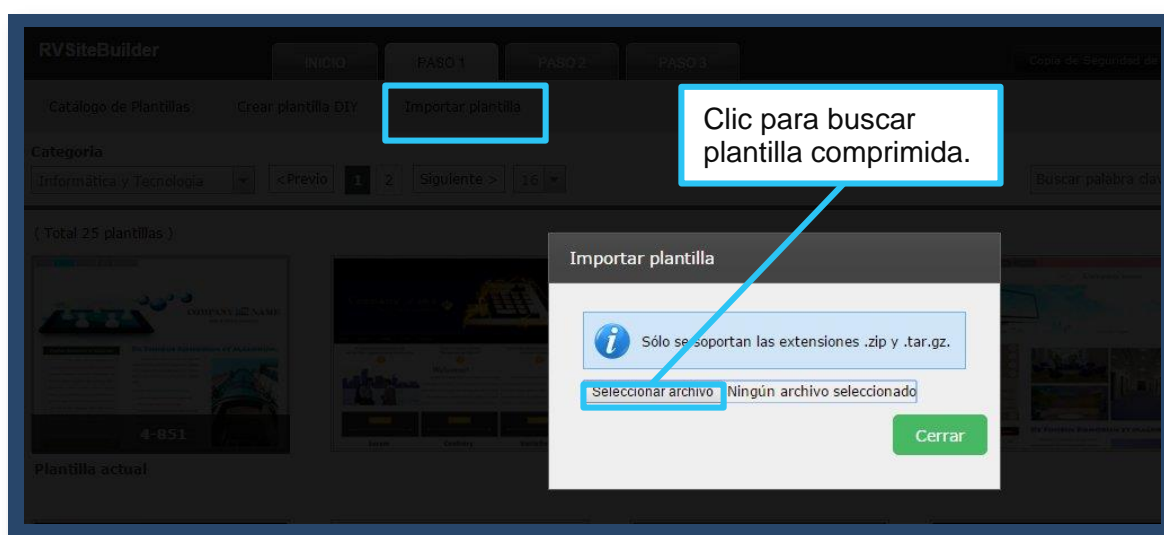 RVSiteBuilder
INICIO
PASO 1
PASO 2
PASO 3
Copia de Seguridad de
Catálogo de Plantillas
Crear plantilla DIY
Importar plantilla
Clic para buscar
plantilla comprimida.
Categoria
Informática y Tecnología
<Previo
1
2
Siguiente >
16
Buscar palabra clav
( Total 25 plantillas )
Importar plantilla
COMPANY NAME
Sólo se soportan las extensiones .zip y .tar.gz.
Seleccionar archivo
Ningún archivo seleccionado
Cerrar
4-851
Plantilla actual